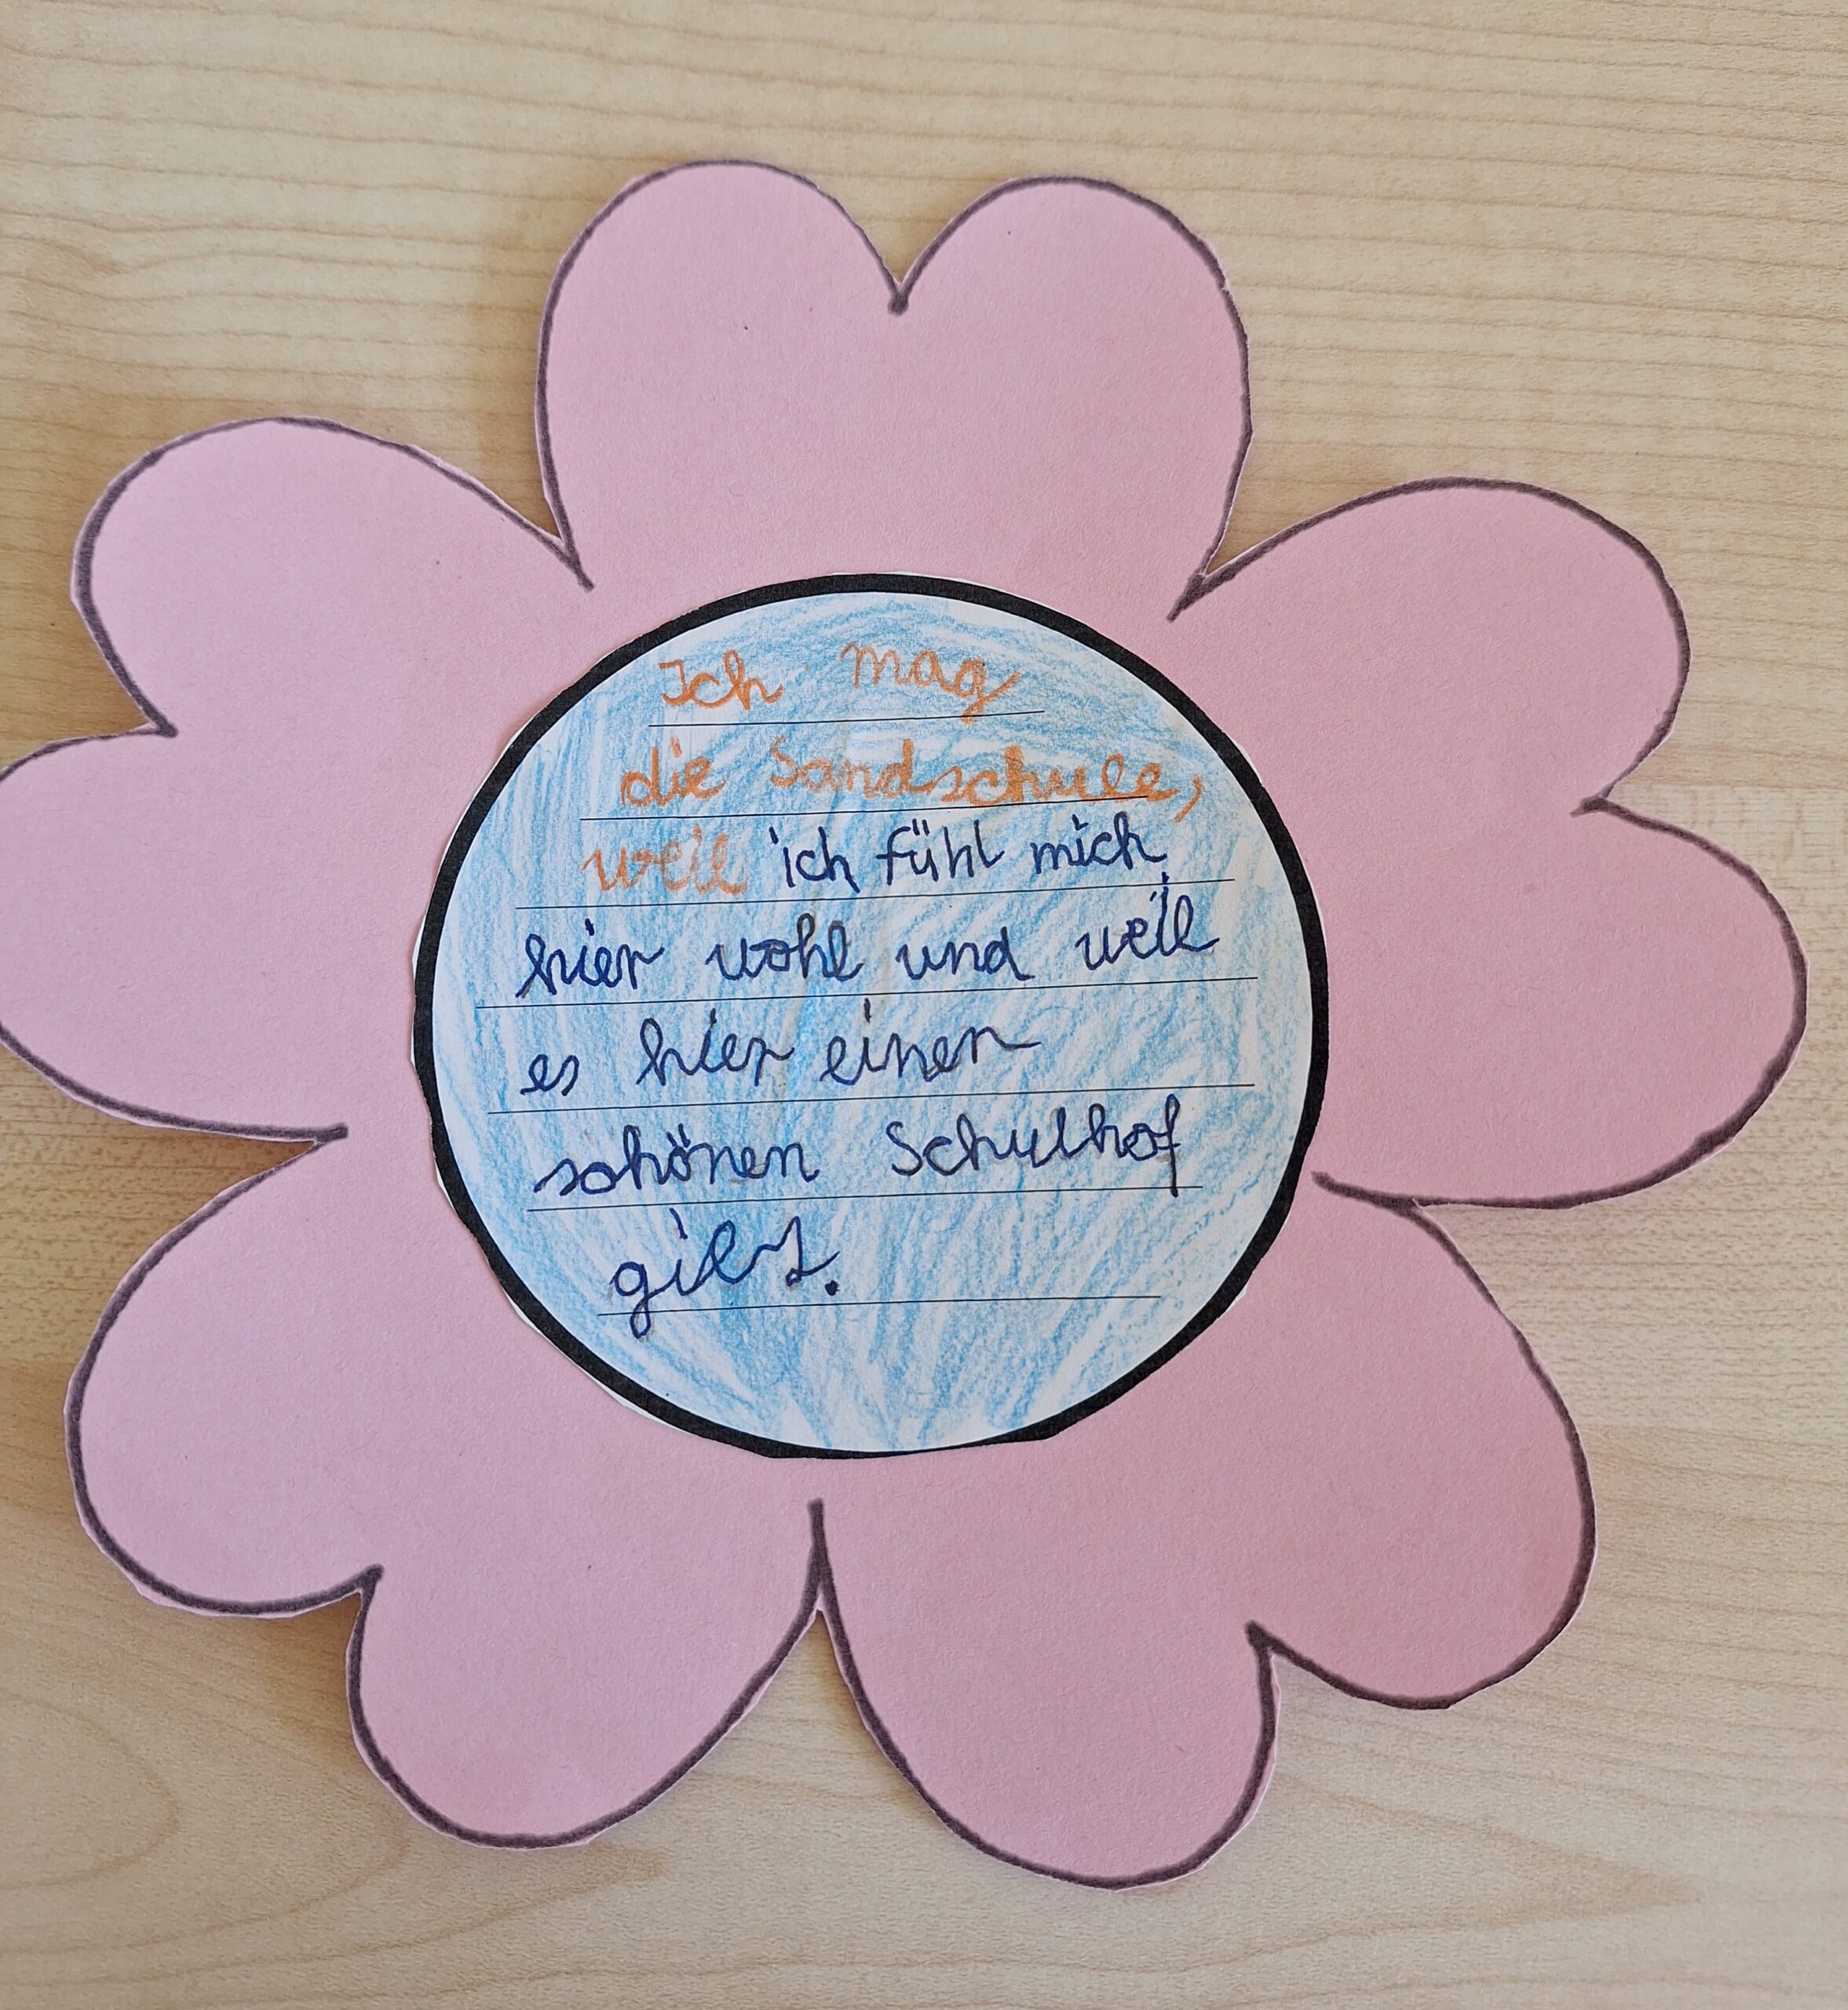 Ich mag
die Sandschule,
weil ich fühl mich
hier wohl und weil
es hier einen
schönen Schulhof
gibt.